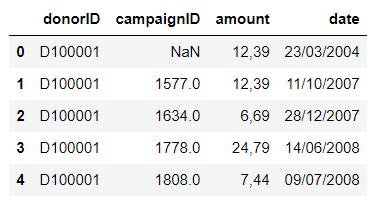 donorID campaignID amount date
0 D100001 NaN 12,39 23/03/2004
1 D100001 1577.0 12,39 11/10/2007
2 D100001 1634.0 6,69 28/12/2007
3 D100001 1778.0 24,79 14/06/2008
4 D100001 1808.0 7,44 09/07/2008